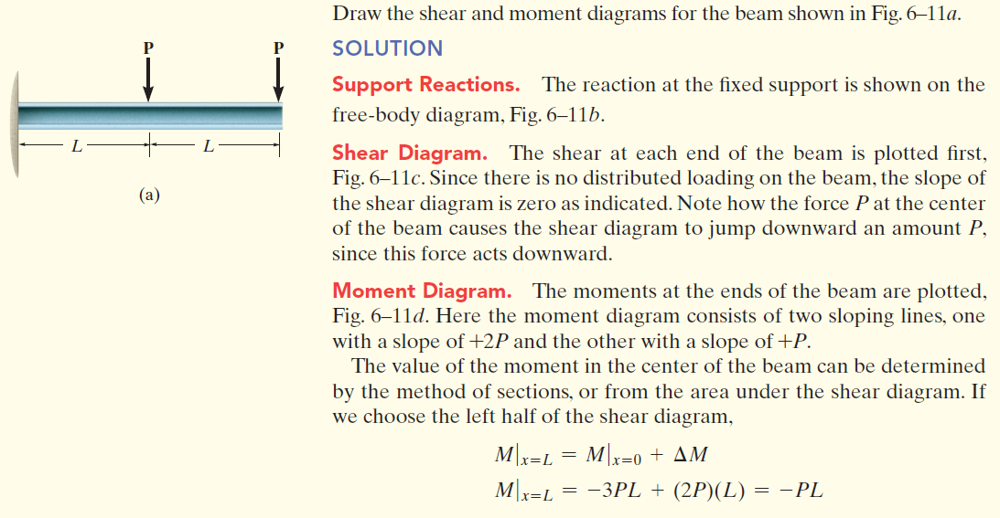 Draw the shear and moment diagrams for the beam shown in Fig. 6–11a.
SOLUTION
Support Reactions. The reaction at the fixed support is shown on the
free-body diagram, Fig. 6–11b.
Shear Diagram. The shear at each end of the beam is plotted first,
Fig. 6–11c. Since there is no distributed loading on the beam, the slope of
the shear diagram is zero as indicated. Note how the force P at the center
of the beam causes the shear diagram to jump downward an amount P,
since this force acts downward.
Moment Diagram. The moments at the ends of the beam are plotted,
Fig. 6–11d. Here the moment diagram consists of two sloping lines, one
with a slope of +2P and the other with a slope of +P.
The value of the moment in the center of the beam can be determined
by the method of sections, or from the area under the shear diagram. If
we choose the left half of the shear diagram,
M|x=L = M|x=0 + ΔM
M|x=L = −3PL + (2P)(L) = −PL
P P
L L
(a)